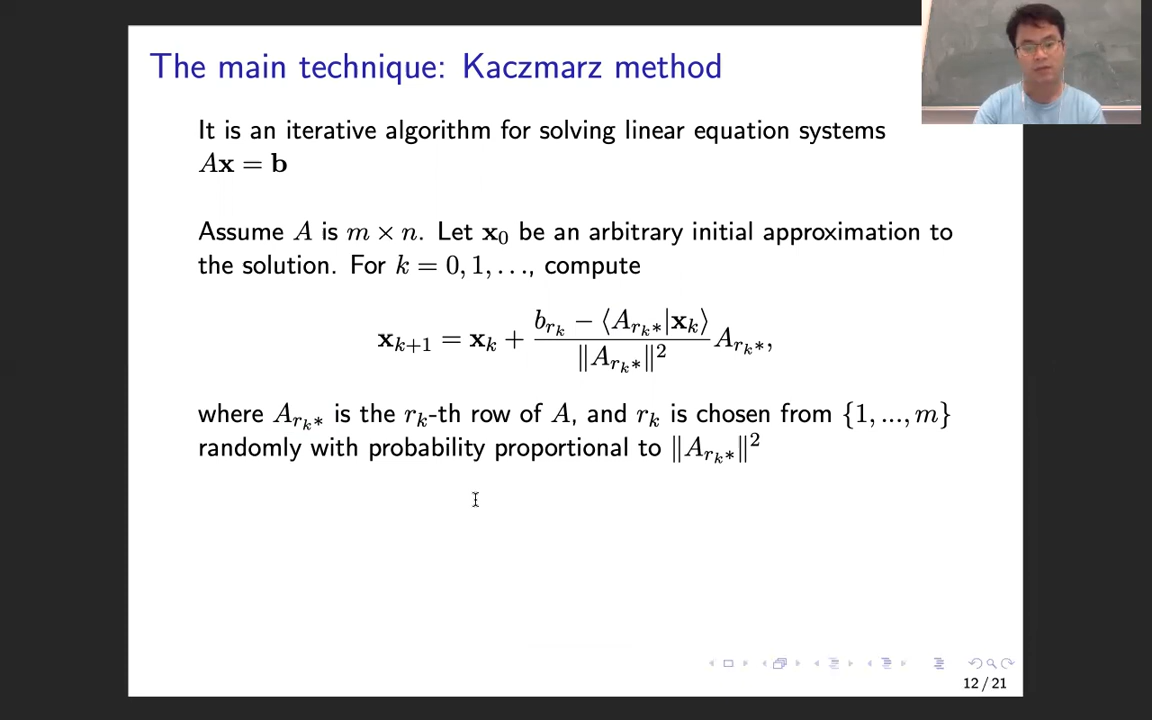 The main technique: Kaczmarz method
It is an iterative algorithm for solving linear equation systems
Ax = b
Assume A is m × n. Let x₀ be an arbitrary initial approximation to
the solution. For k = 0, 1, . . ., compute
x_{k+1} = x_k + \frac{b_{r_k} − ⟨A_{r_k*}|x_k⟩}{‖A_{r_k*}‖²} A_{r_k*},
where A_{r_k*} is the r_k-th row of A, and r_k is chosen from {1, ..., m}
randomly with probability proportional to ‖A_{r_k*}‖²
12 / 21